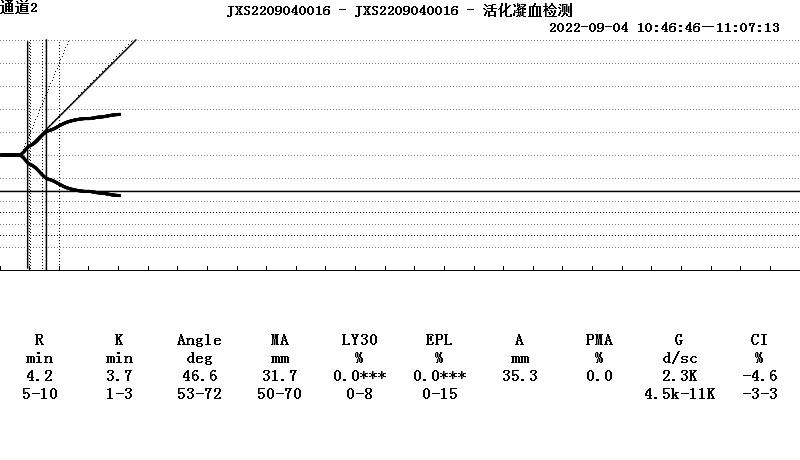 通道2
JXS2209040016 - JXS2209040016 - 活化凝血检测
2022-09-04 10:46:46—11:07:13
R K Angle MA LY30 EPL A PMA G CI
min min deg mm % % mm % d/sc %
4.2 3.7 46.6 31.7 0.0*** 0.0*** 35.3 0.0 2.3K -4.6
5-10 1-3 53-72 50-70 0-8 0-15 4.5k-11K -3-3